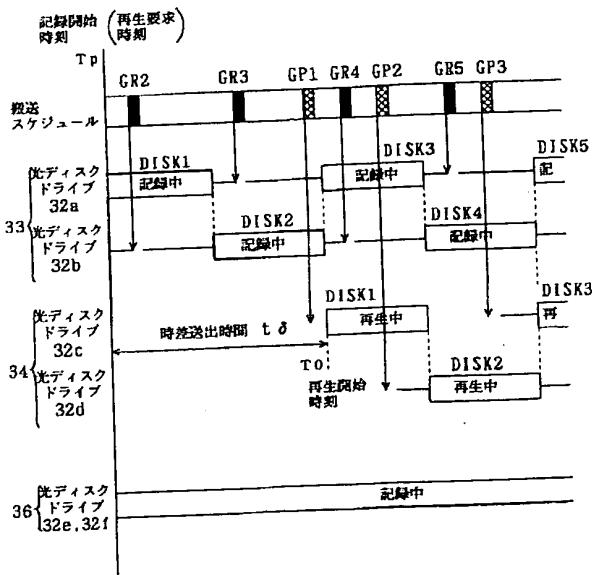 記録開始 (再生要求)
時刻 時刻
Tp
GR2 GR3 GP1 GR4 GP2 GR5 GP3
搬送
スケジュール
DISK1 DISK3 DISK5
光ディスク
ドライブ
32a
記録中 記録中 記
33
DISK2 DISK4
光ディスク
ドライブ
32b
記録中 記録中
DISK1 DISK3
光ディスク
ドライブ
32c
時差送出時間 tδ
再生中 再
34
T0
再生開始
時刻
DISK2
光ディスク
ドライブ
32d
再生中
36
光ディスク
ドライブ
32e,32f
記録中